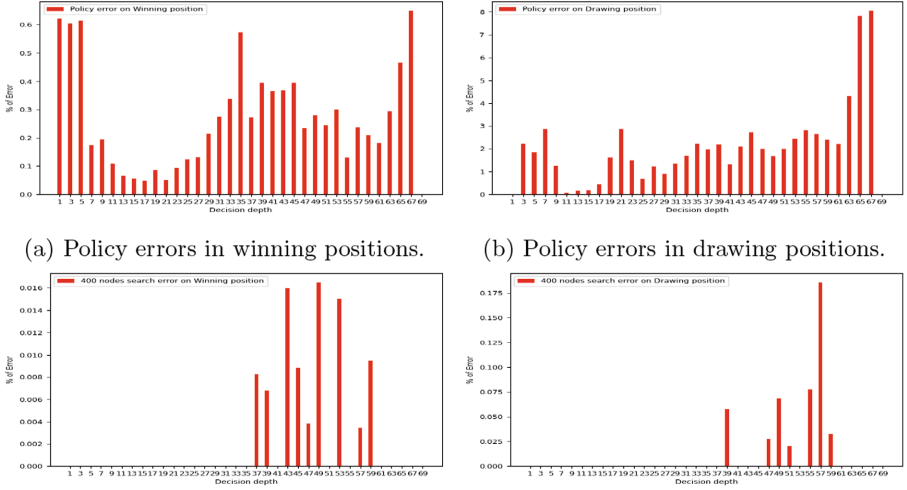 Policy error on Winning position
0.6
0.5
0.4
0.3
0.2
0.1
0.0
% of Error
1 3 5 7 9 11 13 15 17 19 21 23 25 27 29 31 33 35 37 39 41 43 45 47 49 51 53 55 57 59 61 63 65 67 69
Decision depth
(a) Policy errors in winning positions.
Policy error on Drawing position
8
7
6
5
4
3
2
1
0
% of Error
1 3 5 7 9 11 13 15 17 19 21 23 25 27 29 31 33 35 37 39 41 43 45 47 49 51 53 55 57 59 61 63 65 67 69
Decision depth
(b) Policy errors in drawing positions.
400 nodes search error on Winning position
0.016
0.014
0.012
0.010
0.008
0.006
0.004
0.002
0.000
% of Error
1 3 5 7 9 11 13 15 17 19 21 23 25 27 29 31 33 35 37 39 41 43 45 47 49 51 53 55 57 59 61 63 65 67 69
Decision depth
400 nodes search error on Drawing position
0.175
0.150
0.125
0.100
0.075
0.050
0.025
0.000
% of Error
1 3 5 7 9 11 13 15 17 19 21 23 25 27 29 31 33 35 37 39 41 43 45 47 49 51 53 55 57 59 61 63 65 67 69
Decision depth